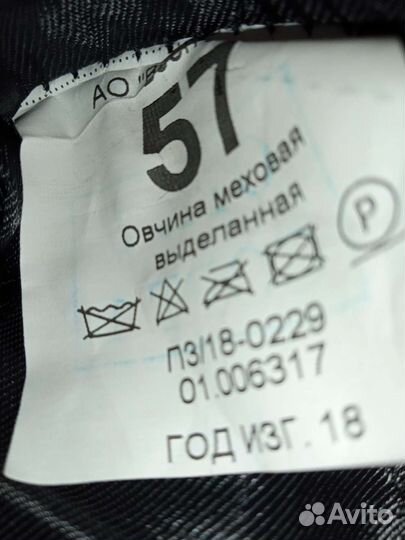 АО
57
Овчина меховая
выделанная
P
ПЗ/18-0229
01.006317
ГОД ИЗГ. 18
Avito